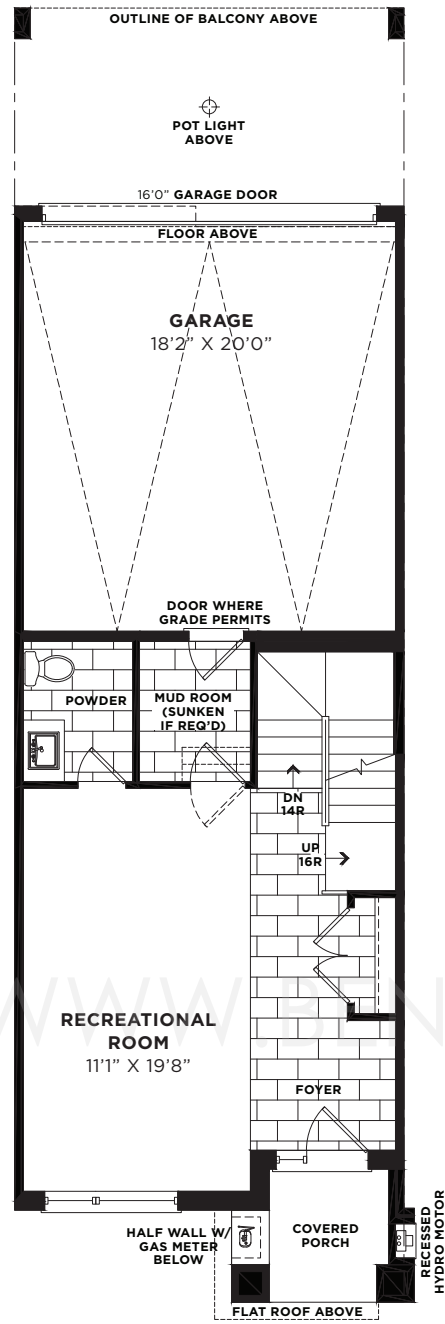 OUTLINE OF BALCONY ABOVE
POT LIGHT
ABOVE
16'0" GARAGE DOOR
FLOOR ABOVE
GARAGE
18'2" X 20'0"
DOOR WHERE
GRADE PERMITS
POWDER
MUD ROOM
(SUNKEN
IF REQ'D)
DN
14R
UP
16R
WWW.BEN
RECREATIONAL
ROOM
11'1" X 19'8"
FOYER
HALF WALL W/
GAS METER
BELOW
COVERED
PORCH
RECESSED
HYDRO MOTOR
FLAT ROOF ABOVE